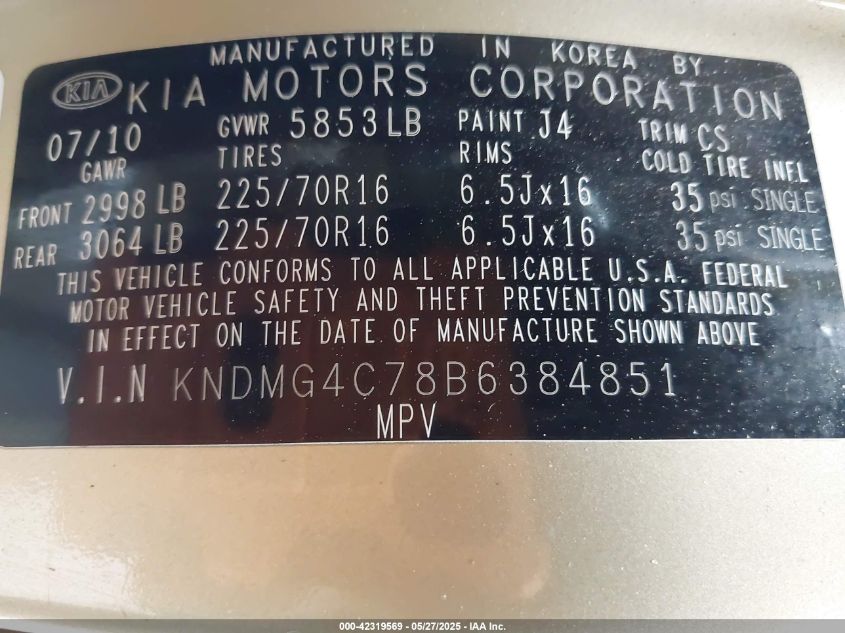 MANUFACTURED IN KOREA BY
KIA KIA MOTORS CORPORATION
07/10 GVWR 5853LB PAINT J4 TRIM CS
GAWR TIRES RIMS COLD TIRE INFL
FRONT 2998 LB 225/70R16 6.5Jx16 35 psi SINGLE
REAR 3064 LB 225/70R16 6.5Jx16 35 psi SINGLE
THIS VEHICLE CONFORMS TO ALL APPLICABLE U.S.A. FEDERAL
MOTOR VEHICLE SAFETY AND THEFT PREVENTION STANDARDS
IN EFFECT ON THE DATE OF MANUFACTURE SHOWN ABOVE
V.I.N KNDMG4C78B6384851
MPV
000-42319569 — 05/27/2025 — IAA Inc.